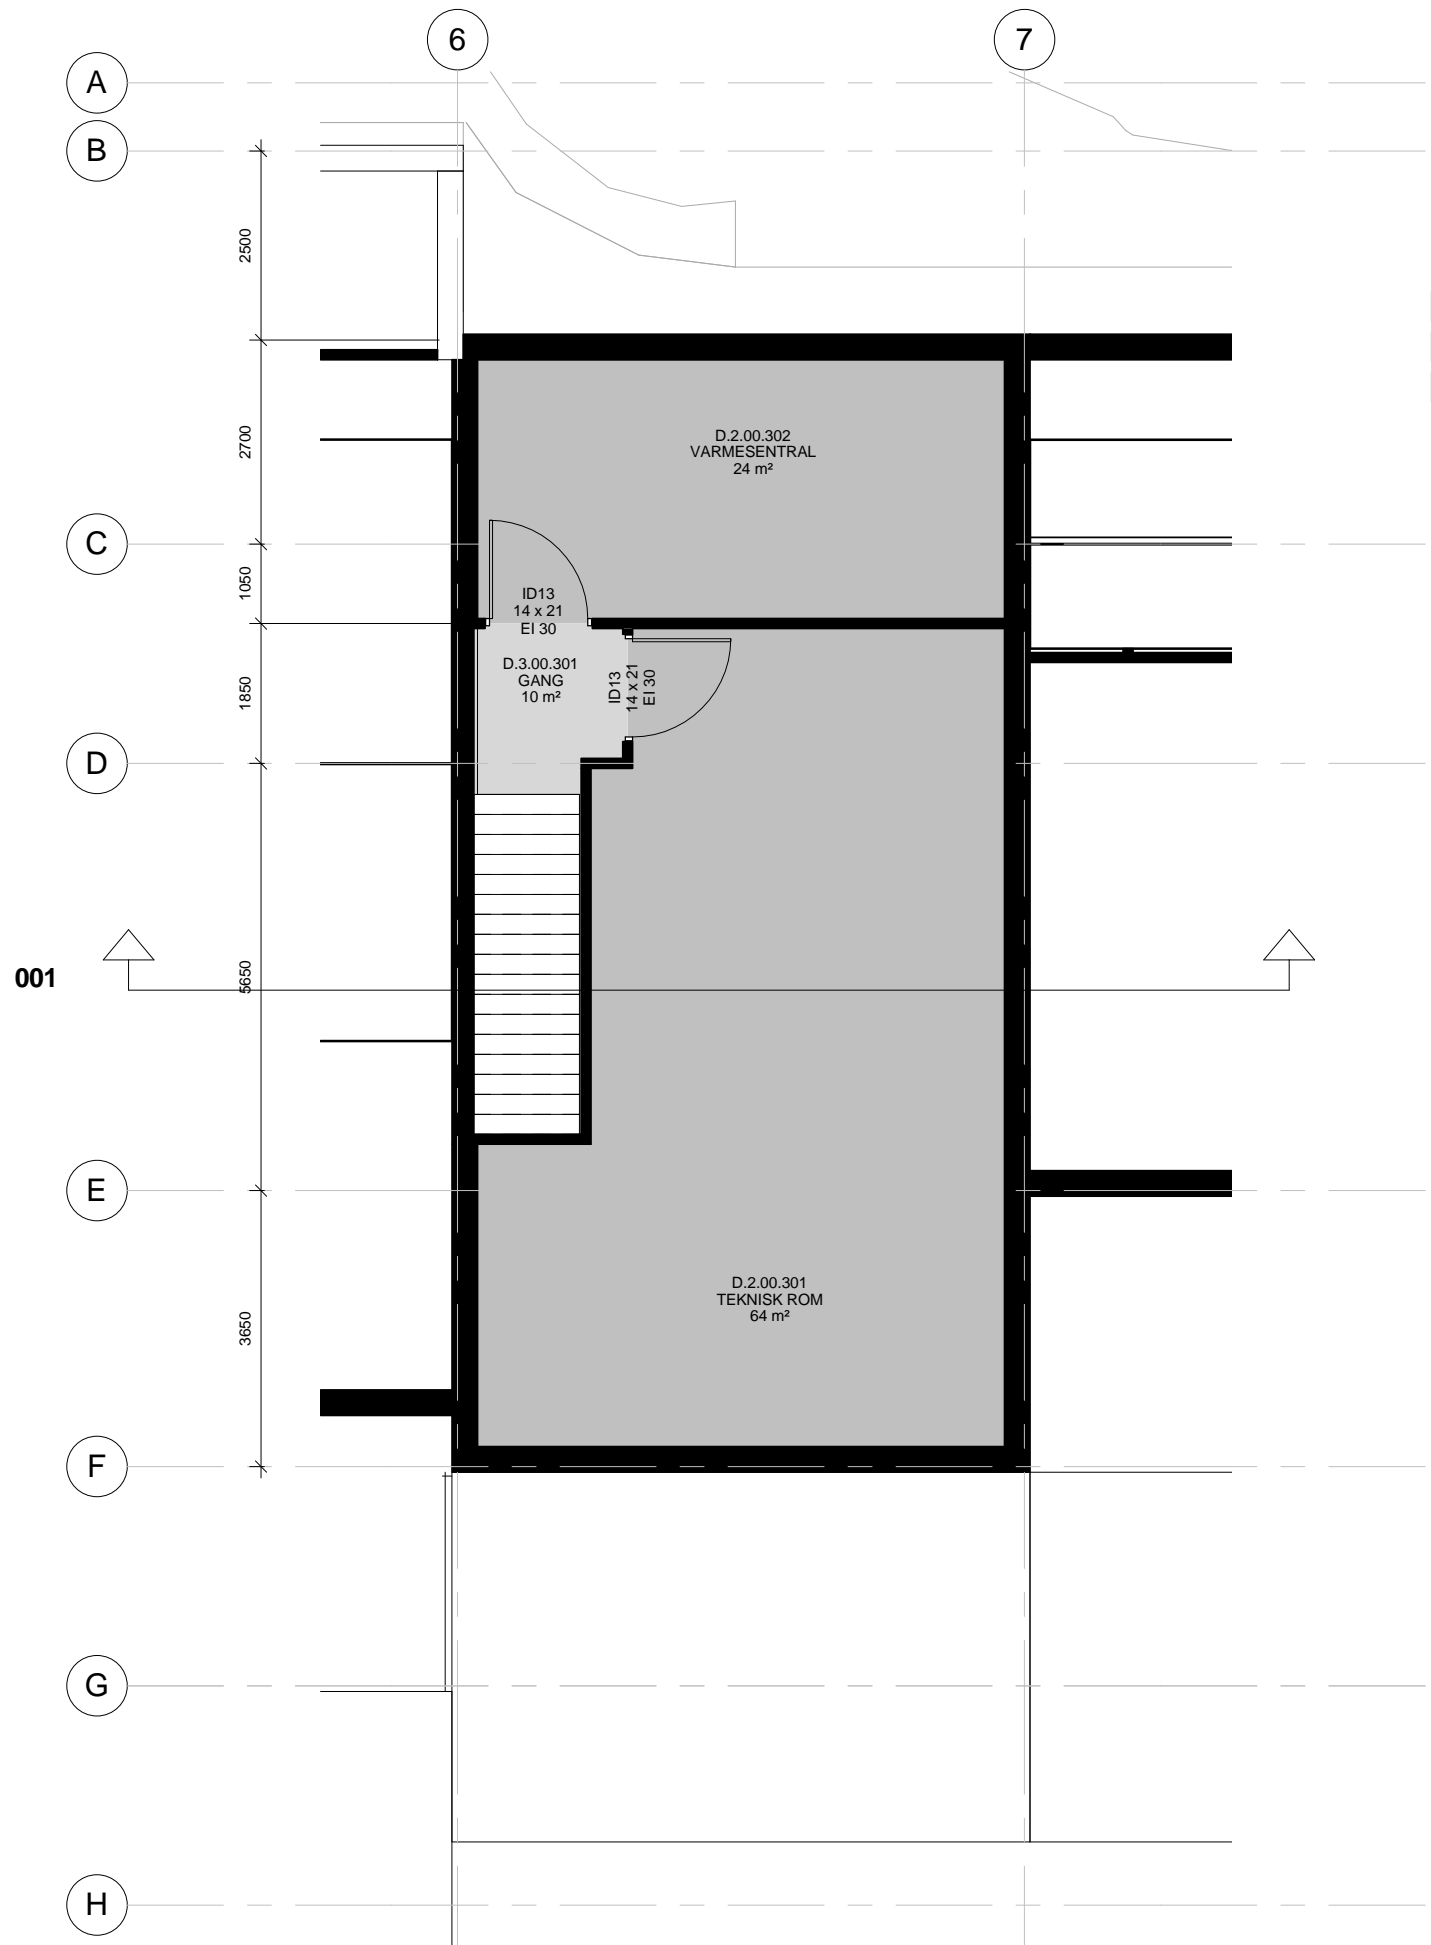 6
7
A
B
2500
2700
D.2.00.302
VARMESENTRAL
24 m²
C
1050
ID13
14 x 21
EI 30
D.3.00.301
GANG
10 m²
ID13
14 x 21
EI 30
1850
D
001
5650
E
D.2.00.301
TEKNISK ROM
64 m²
3650
F
G
H